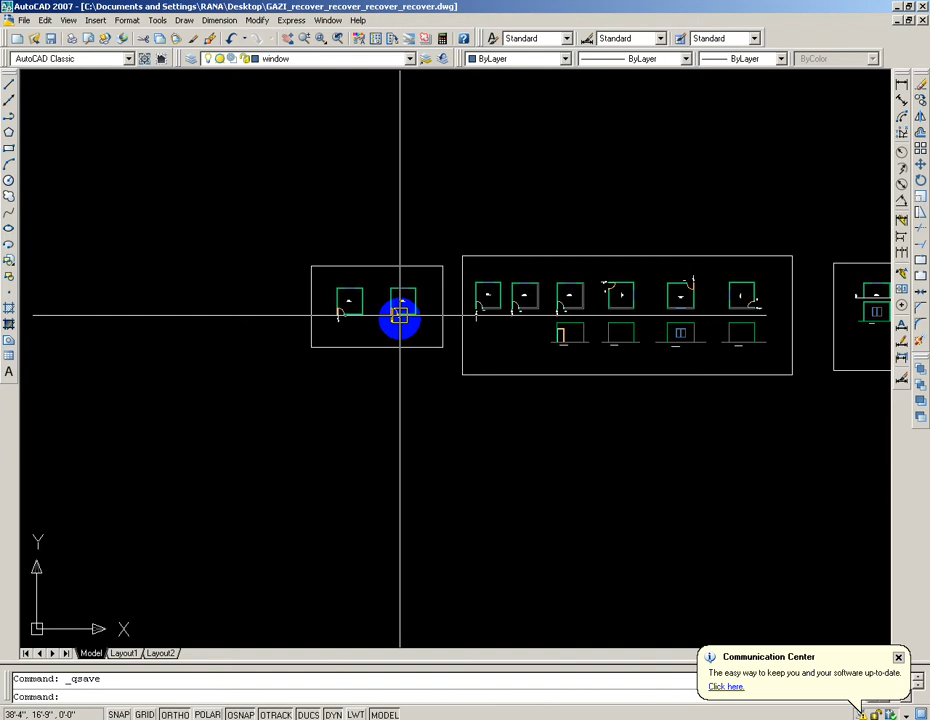 AutoCAD 2007 - [C:\Documents and Settings\RANA\Desktop\GAZI_recover_recover_recover_recover.dwg]
File Edit View Insert Format Tools Draw Dimension Modify Express Window Help
Standard Standard Standard
AutoCAD Classic window ByLayer ByLayer ByLayer ByColor
A
A
Y
X
Model Layout1 Layout2
Communication Center
The easy way to keep you and your software up-to-date.
Click here.
Command: _qsave
Command:
38'-4", 16'-9", 0'-0" SNAP GRID ORTHO POLAR OSNAP OTRACK DUCS DYN LWT MODEL